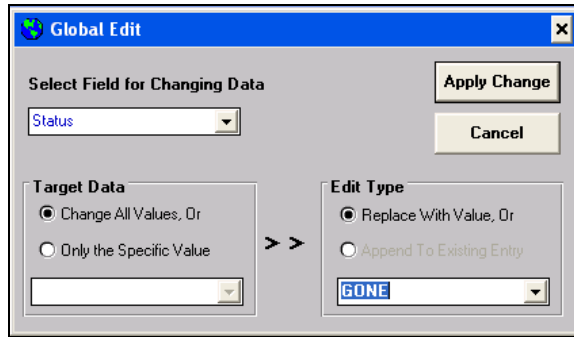 Global Edit
Select Field for Changing Data
Apply Change
Status
Cancel
Target Data
Edit Type
Change All Values, Or
Replace With Value, Or
Only the Specific Value
> >
Append To Existing Entry
GONE